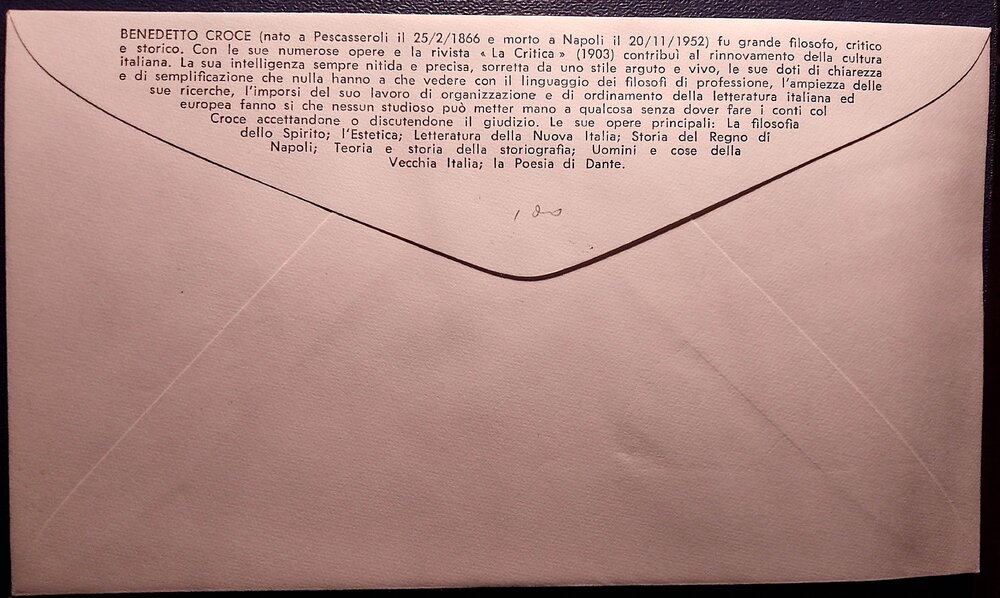 BENEDETTO CROCE (nato a Pescasseroli il 25/2/1866 e morto a Napoli il 20/11/1952) fu grande filosofo, critico
e storico. Con le sue numerose opere e la rivista « La Critica » (1903) contribuì al rinnovamento della cultura
italiana. La sua intelligenza sempre nitida e precisa, sorretta da uno stile arguto e vivo, le sue doti di chiarezza
e di semplificazione che nulla hanno a che vedere con il linguaggio dei filosofi di professione, l'ampiezza delle
sue ricerche, l'imporsi del suo lavoro di organizzazione e di ordinamento della letteratura italiana ed
europea fanno si che nessun studioso può metter mano a qualcosa senza dover fare i conti col
Croce accettandone o discutendone il giudizio. Le sue opere principali: La filosofia
dello Spirito; l'Estetica; Letteratura della Nuova Italia; Storia del Regno di
Napoli; Teoria e storia della storiografia; Uomini e cose della
Vecchia Italia; la Poesia di Dante.